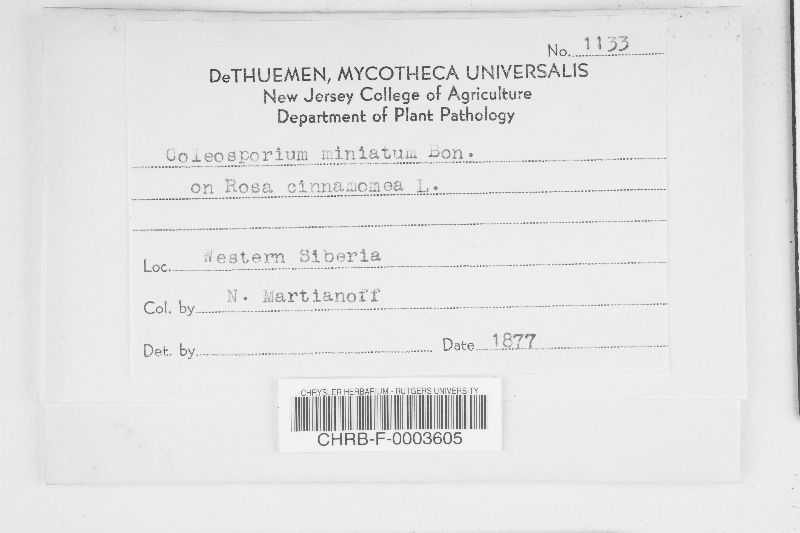 No. 1133
DeTHUEMEN, MYCOTHECA UNIVERSALIS
New Jersey College of Agriculture
Department of Plant Pathology
Coleosporium miniatum Bon.
on Rosa cinnamomea L.
Loc. Western Siberia
Col. by N. Martianoff
Det. by Date 1877
CHRYSLER HERBARIUM - RUTGERS UNIVERSITY
CHRB-F-0003605